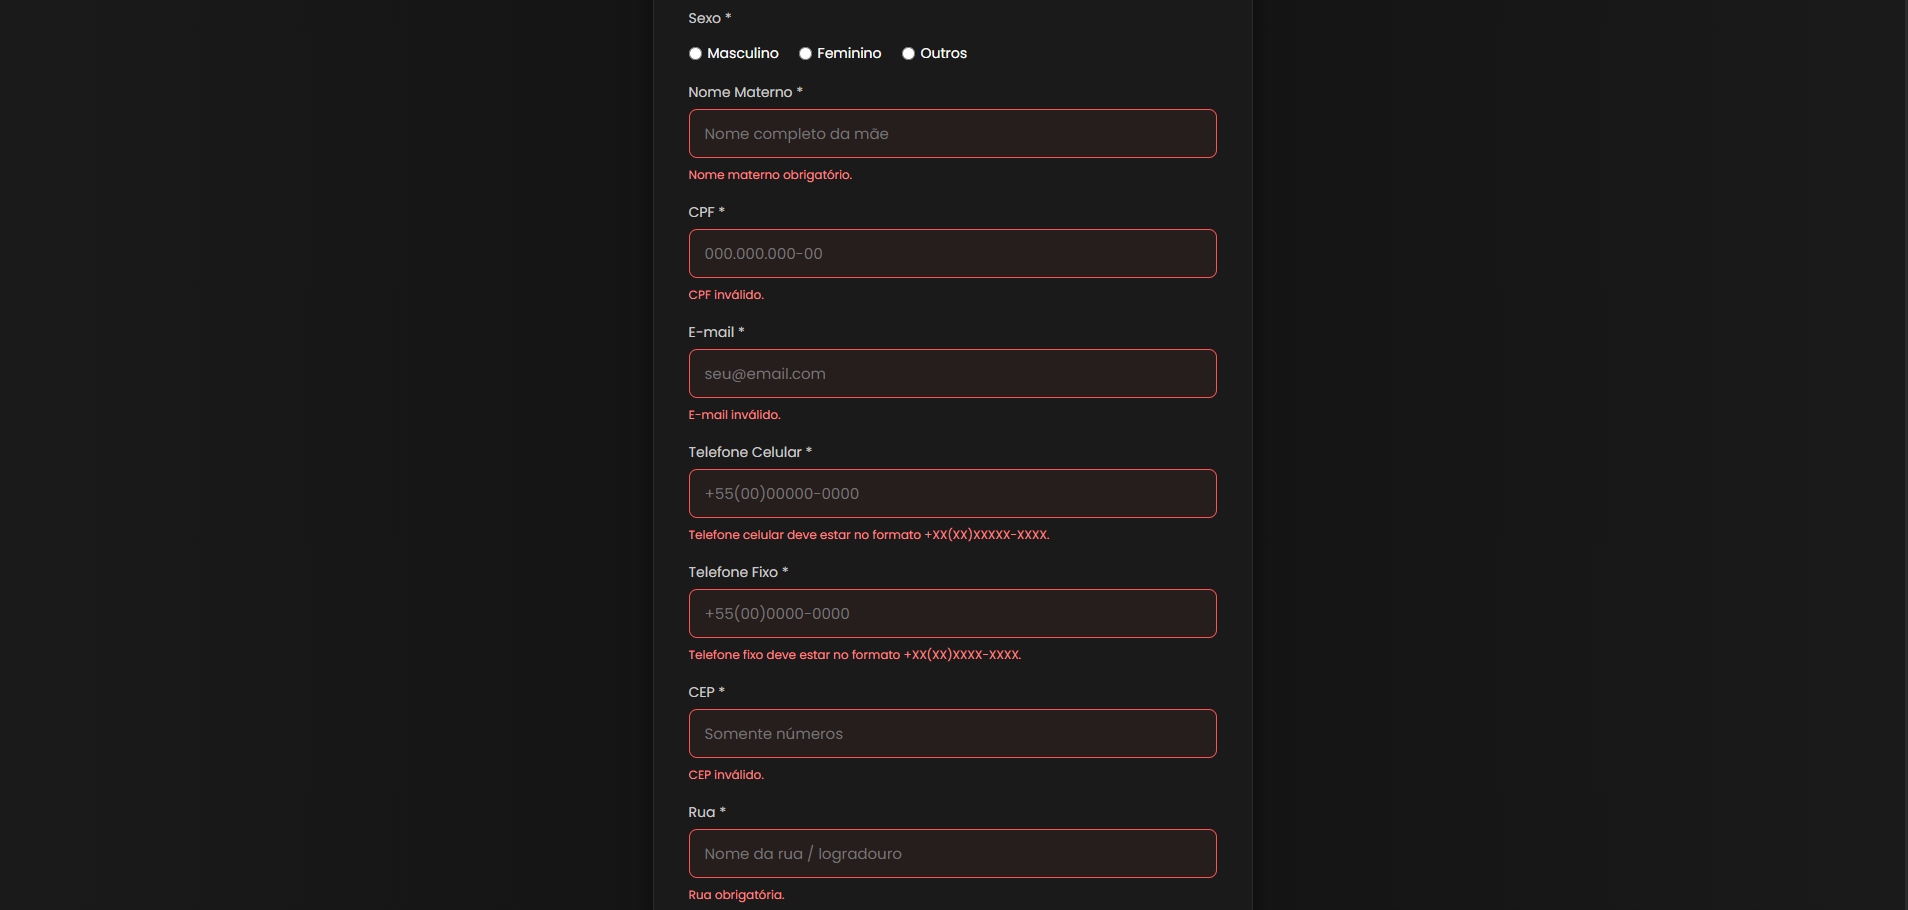 Sexo *
Masculino Feminino Outros
Nome Materno *
Nome completo da mãe
Nome materno obrigatório.
CPF *
000.000.000-00
CPF inválido.
E-mail *
seu@email.com
E-mail inválido.
Telefone Celular *
+55(00)00000-0000
Telefone celular deve estar no formato +XX(XX)XXXXX-XXXX.
Telefone Fixo *
+55(00)0000-0000
Telefone fixo deve estar no formato +XX(XX)XXXX-XXXX.
CEP *
Somente números
CEP inválido.
Rua *
Nome da rua / logradouro
Rua obrigatória.